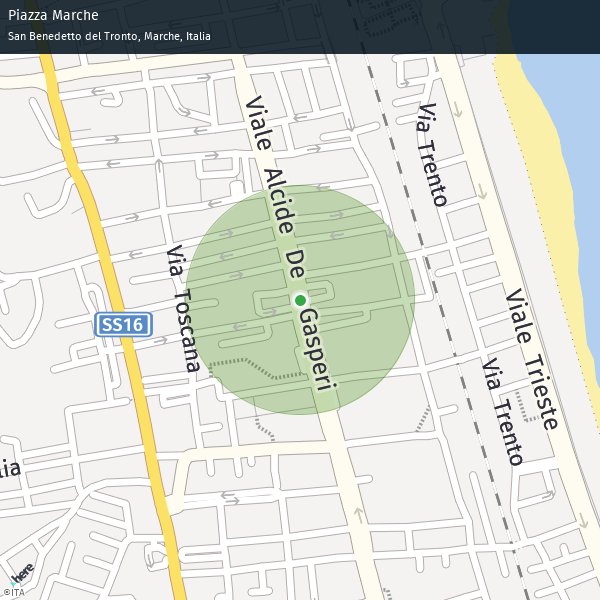 Piazza Marche
San Benedetto del Tronto, Marche, Italia
Viale Alcide De Gasperi
Via Trento
Via Toscana
SS16
Viale Trieste
Via Trento
lia
here
©ITA